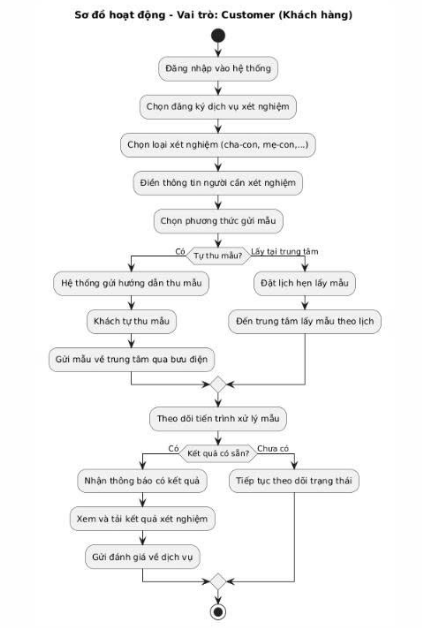 Sơ đồ hoạt động - Vai trò: Customer (Khách hàng)
Đăng nhập vào hệ thống
Chọn đăng ký dịch vụ xét nghiệm
Chọn loại xét nghiệm (cha-con, mẹ-con,...)
Điền thông tin người cần xét nghiệm
Chọn phương thức gửi mẫu
Có
Tự thu mẫu?
Lấy tại trung tâm
Hệ thống gửi hướng dẫn thu mẫu
Đặt lịch hẹn lấy mẫu
Khách tự thu mẫu
Đến trung tâm lấy mẫu theo lịch
Gửi mẫu về trung tâm qua bưu điện
Theo dõi tiến trình xử lý mẫu
Có
Kết quả có sẵn?
Chưa có
Nhận thông báo có kết quả
Tiếp tục theo dõi trạng thái
Xem và tải kết quả xét nghiệm
Gửi đánh giá về dịch vụ